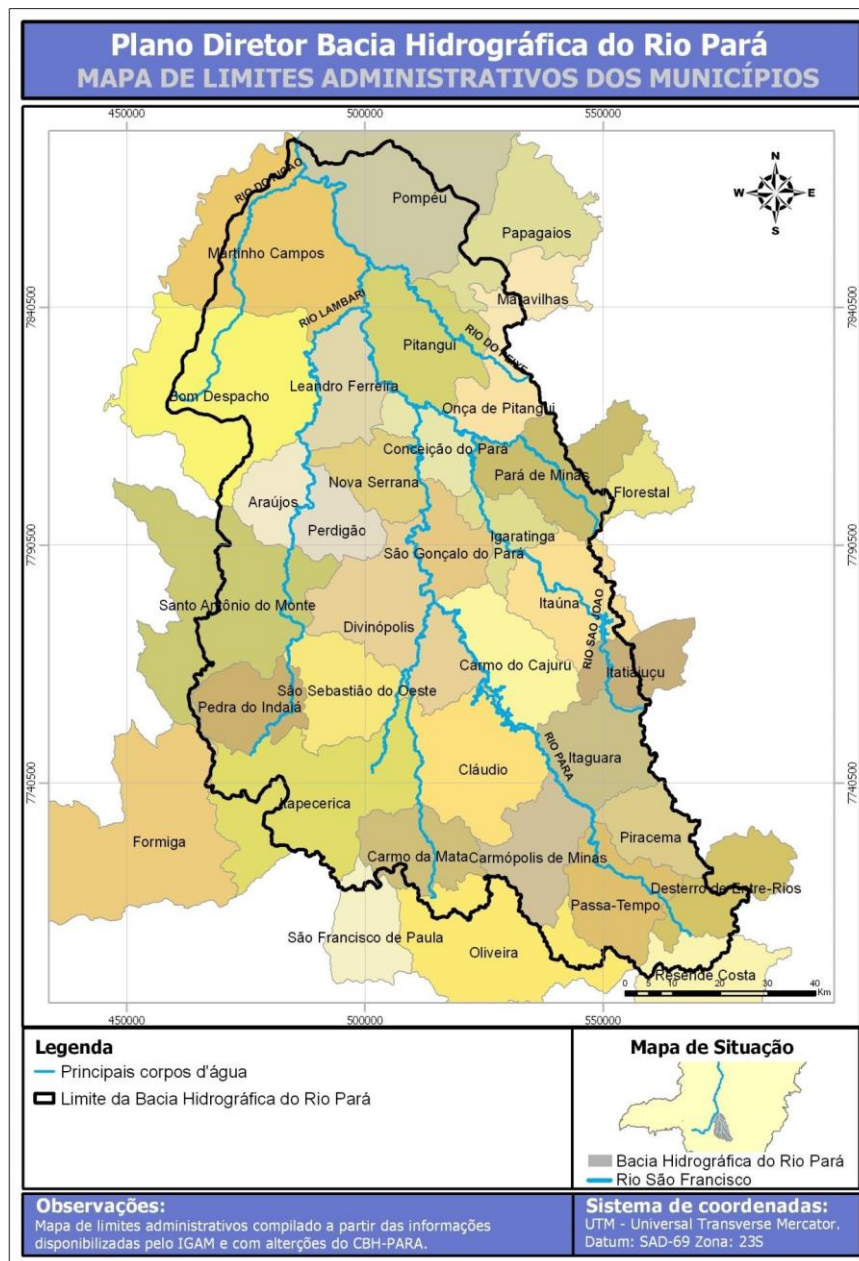 Plano Diretor Bacia Hidrográfica do Rio Pará
MAPA DE LIMITES ADMINISTRATIVOS DOS MUNICÍPIOS
450000
500000
550000
N
W
E
S
RIO DO PICÃO
Pompéu
Papagaios
Martinho Campos
Maravilhas
7840500
7840500
RIO LAMBARI
RIO DO PEIXE
Pitangui
Leandro Ferreira
Bom Despacho
Onça de Pitangui
Conceição do Pará
Pará de Minas
Nova Serrana
Florestal
Araújos
Perdigão
Igaratinga
7790500
7790500
São Gonçalo do Pará
Santo Antônio do Monte
Itaúna
Divinópolis
RIO SAO JOAO
Carmo do Cajuru
Itatiaiuçu
São Sebastião do Oeste
Pedra do Indaiá
RIO PARA
Itaguara
Cláudio
7740500
7740500
Itapecerica
Formiga
Piracema
Carmo da Mata
Carmópolis de Minas
Desterro de Entre-Rios
Passa-Tempo
São Francisco de Paula
Oliveira
Resende Costa
0 5 10 20 30 40
Km
450000
500000
550000
Legenda
Principais corpos d'água
Limite da Bacia Hidrográfica do Rio Pará
Mapa de Situação
Bacia Hidrográfica do Rio Pará
Rio São Francisco
Observações:
Mapa de limites administrativos compilado a partir das informações
disponibilizadas pelo IGAM e com alterções do CBH-PARA.
Sistema de coordenadas:
UTM - Universal Transverse Mercator.
Datum: SAD-69 Zona: 23S